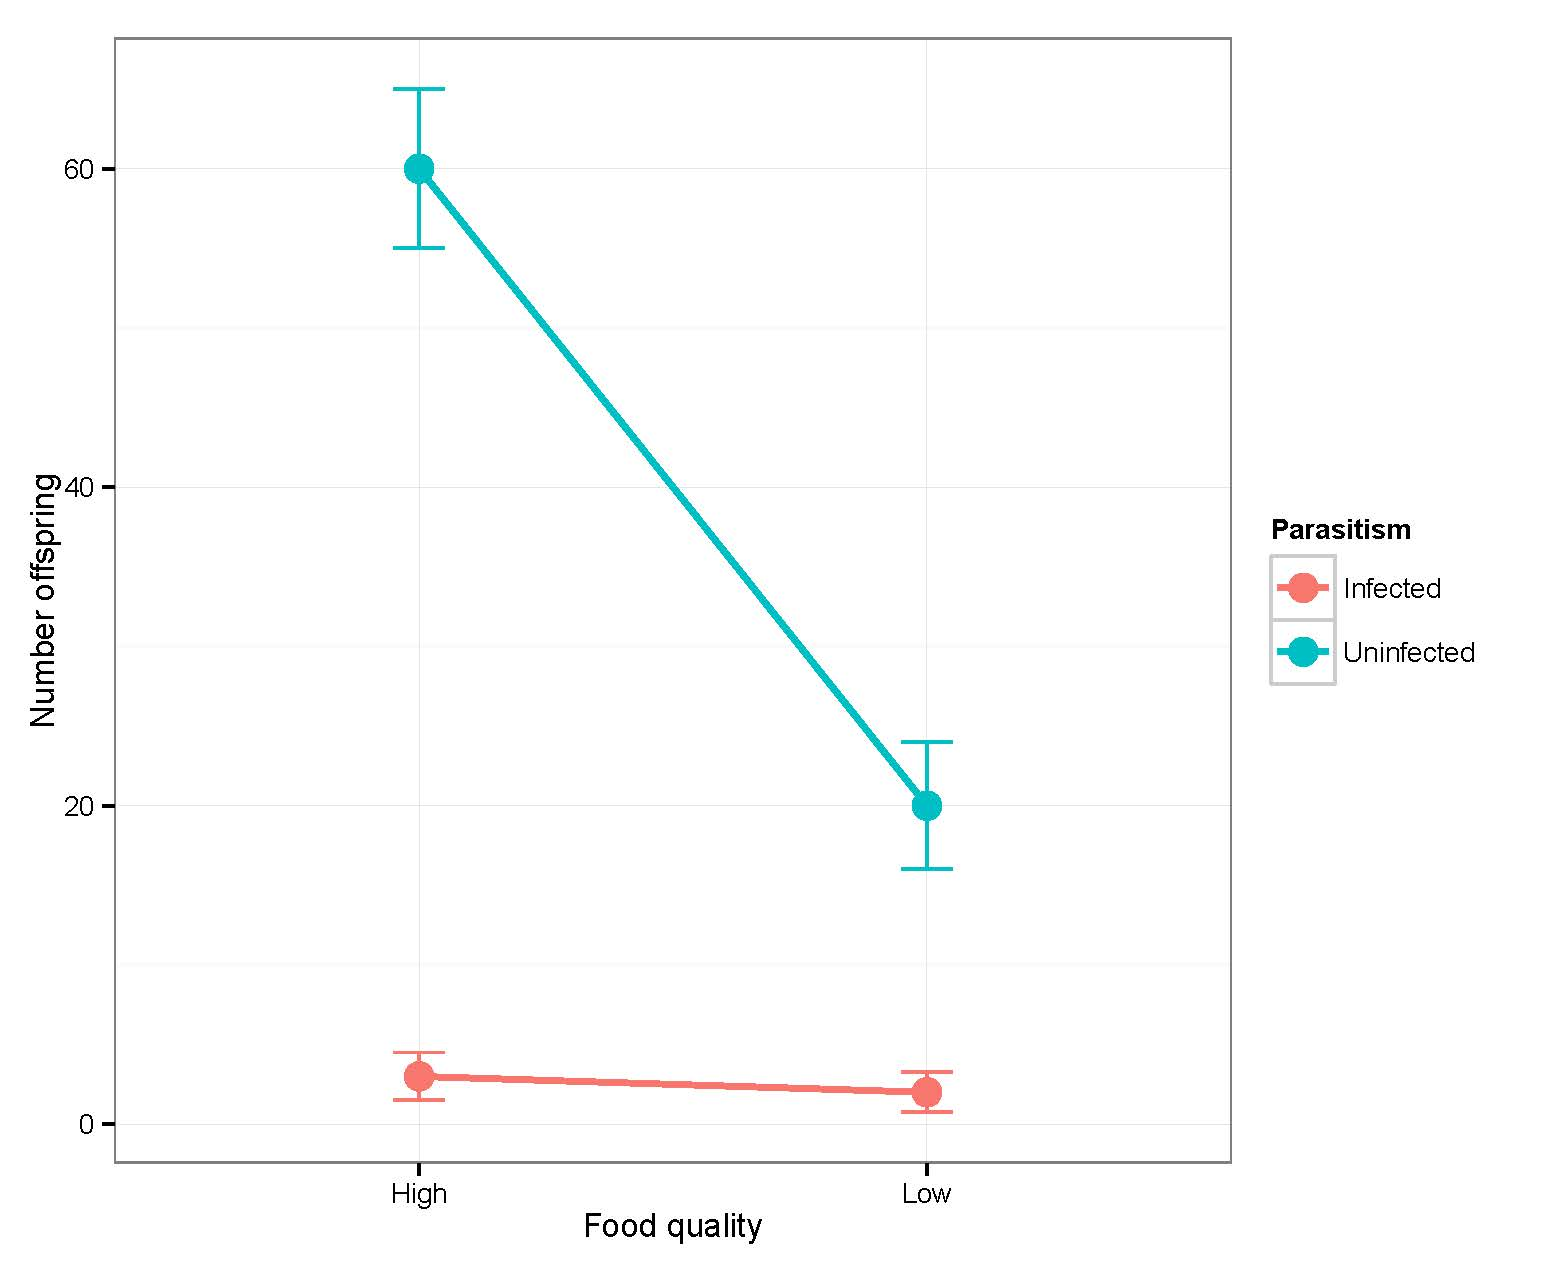 60
40
20
0
Number offspring
High
Low
Food quality
Parasitism
Infected
Uninfected